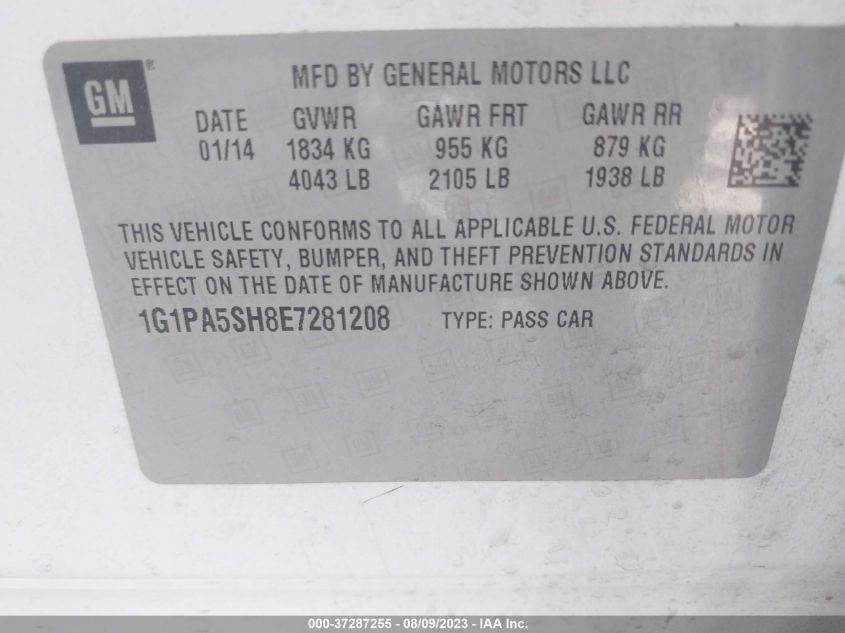 GM
MFD BY GENERAL MOTORS LLC
DATE GVWR GAWR FRT GAWR RR
01/14 1834 KG 955 KG 879 KG
4043 LB 2105 LB 1938 LB
THIS VEHICLE CONFORMS TO ALL APPLICABLE U.S. FEDERAL MOTOR
VEHICLE SAFETY, BUMPER, AND THEFT PREVENTION STANDARDS IN
EFFECT ON THE DATE OF MANUFACTURE SHOWN ABOVE.
1G1PA5SH8E7281208 TYPE: PASS CAR
000-37287255 - 08/09/2023 - IAA Inc.